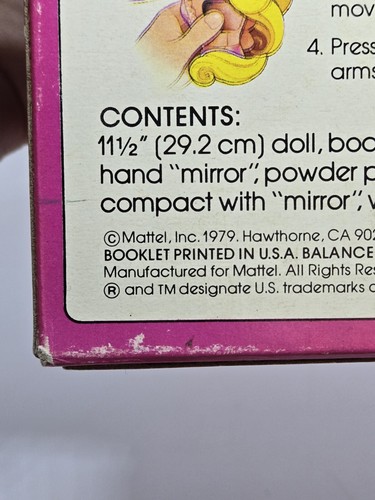 mov
4. Press
arms
CONTENTS:
11½" (29.2 cm) doll, boo
hand "mirror", powder p
compact with "mirror", v
©Mattel, Inc. 1979. Hawthorne, CA 902
BOOKLET PRINTED IN U.S.A. BALANCE
Manufactured for Mattel. All Rights Res
® and TM designate U.S. trademarks o